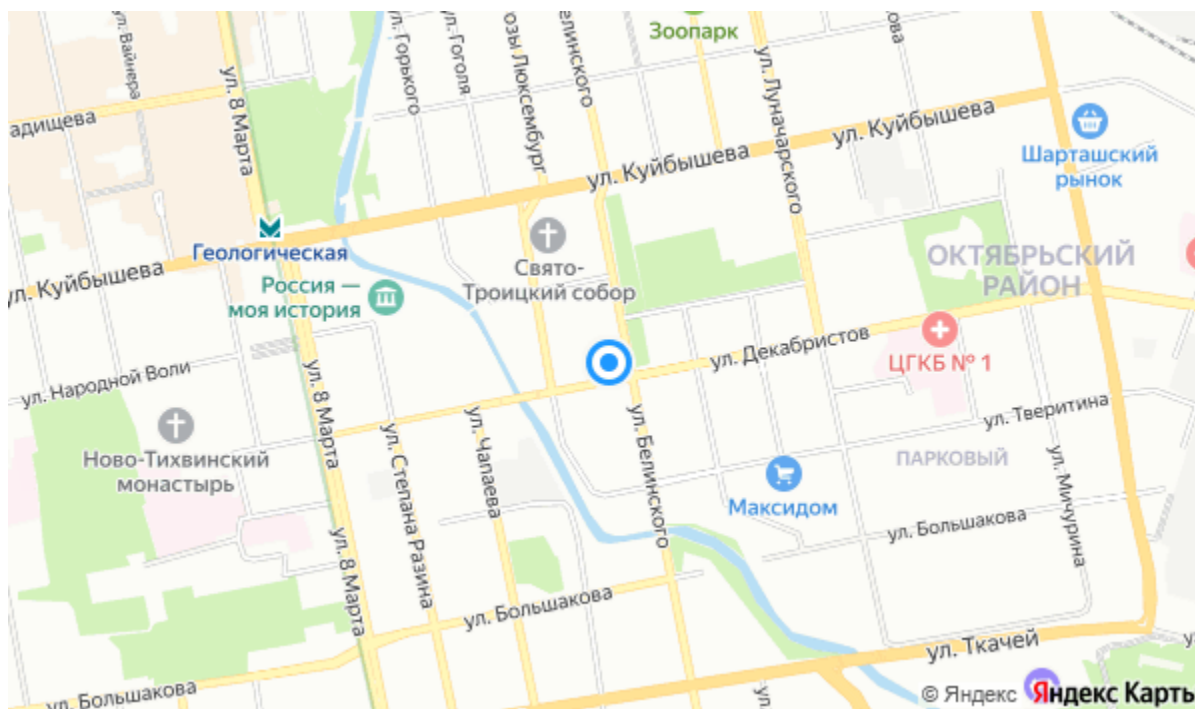 ул. Вайнера
адищева
ул. 8 Марта
ул. Горького
ул. Гоголя
озы Люксембург
елинского
Зоопарк
ул. Луначарского
кова
ул. Куйбышева
ул. Куйбышева
Шарташский
рынок
Геологическая
ул. Куйбышева
Россия —
моя история
Свято-
Троицкий собор
ОКТЯБРЬСКИЙ
РАЙОН
ул. Декабристов
ЦГКБ № 1
ул. Народной Воли
ул. 8 Марта
Ново-Тихвинский
монастырь
ул. Степана Разина
ул. Чапаева
ул. Белинского
ул. Тверитина
ПАРКОВЫЙ
Максидом
ул. Мичурина
ул. Большакова
ул. 8 Марта
ул. Большакова
ул. Ткачей
ул. Большакова
ул.
© Яндекс
Яндекс Карты